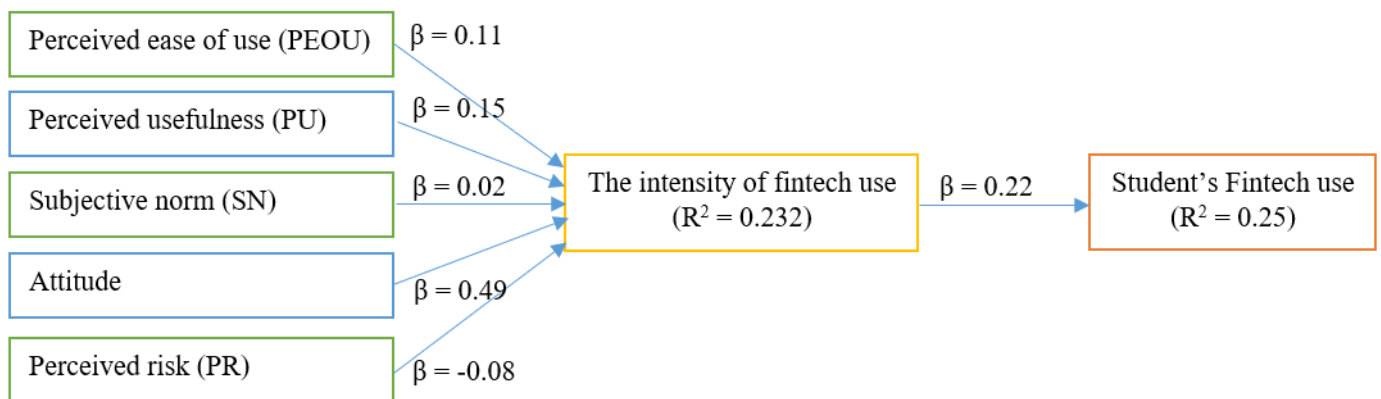 Perceived ease of use (PEOU)
β = 0.11
Perceived usefulness (PU)
β = 0.15
Subjective norm (SN)
β = 0.02
Attitude
β = 0.49
Perceived risk (PR)
β = -0.08
The intensity of fintech use
(R² = 0.232)
β = 0.22
Student’s Fintech use
(R² = 0.25)